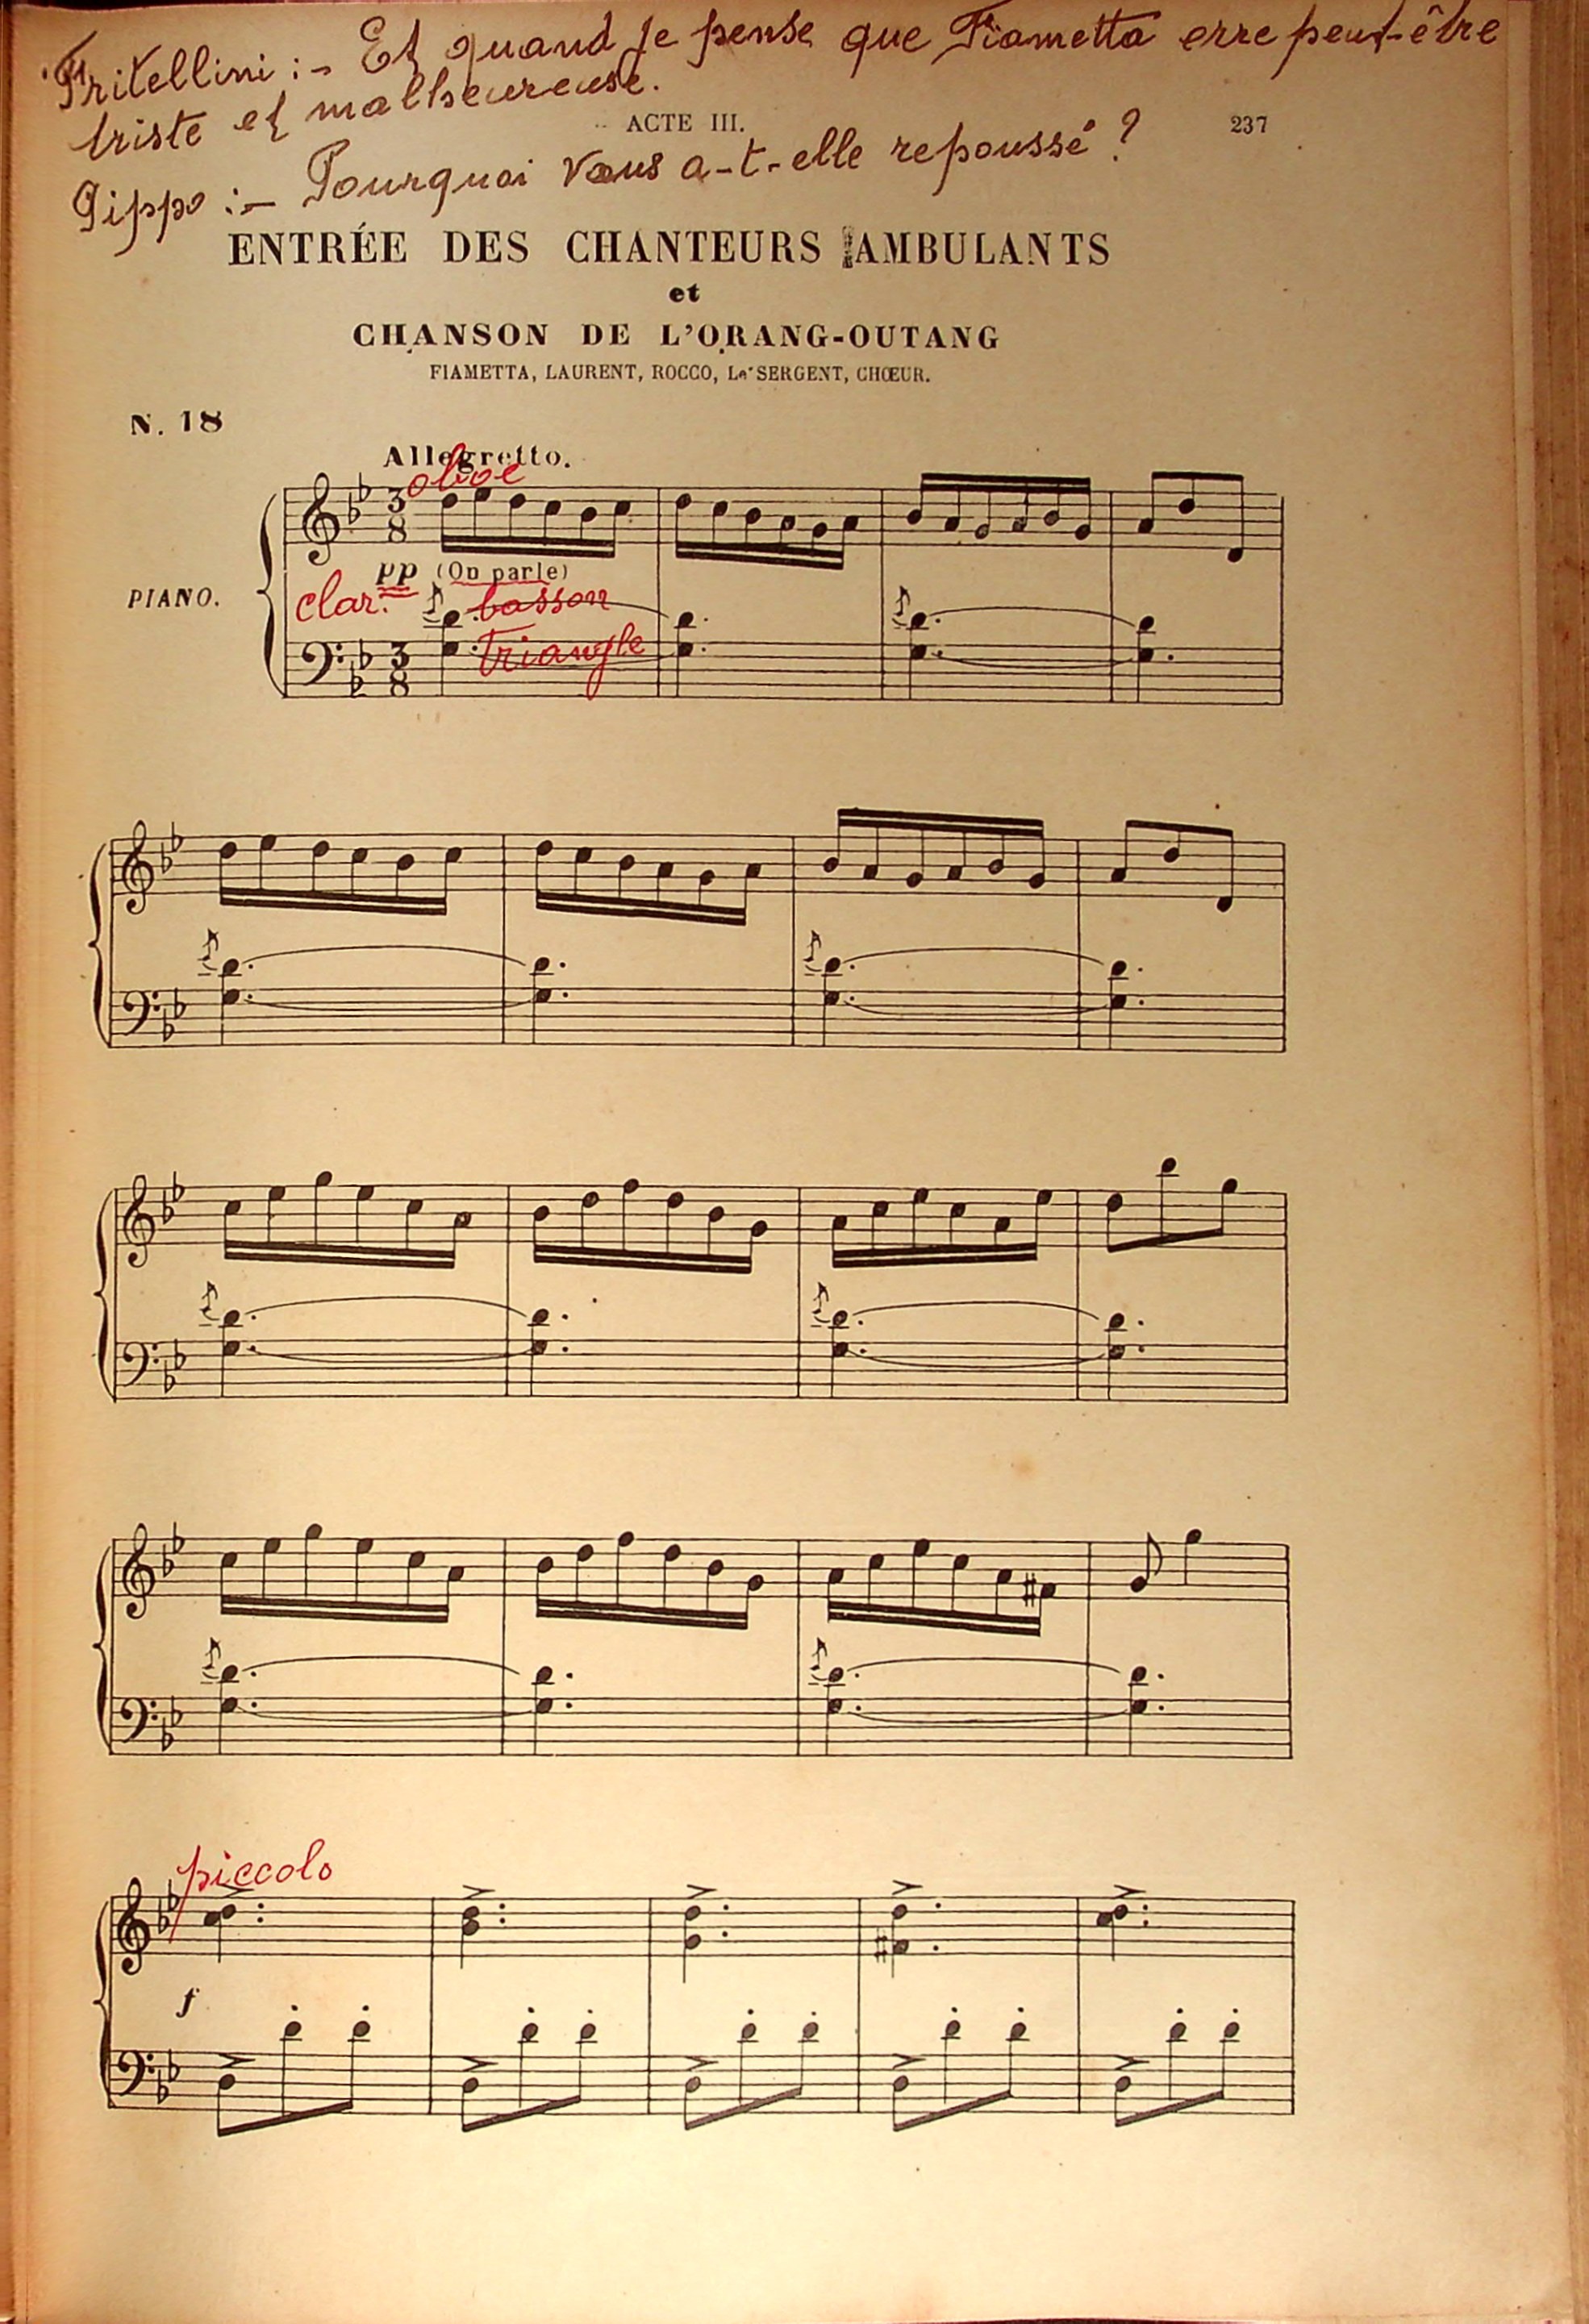 Fritellini :- Et quand je pense que Fiametta erre peut-être
triste et malheureuse.
ACTE III.
237
Pippo :- Pourquoi vous a-t-elle repoussé ?
ENTRÉE DES CHANTEURS AMBULANTS
et
CHANSON DE L'ORANG-OUTANG
FIAMETTA, LAURENT, ROCCO, Le SERGENT, CHŒUR.
N. 18
Allegretto.
oboe
3
8
pp (On parle)
PIANO.
clar. basson
triangle
3
8
piccolo
f